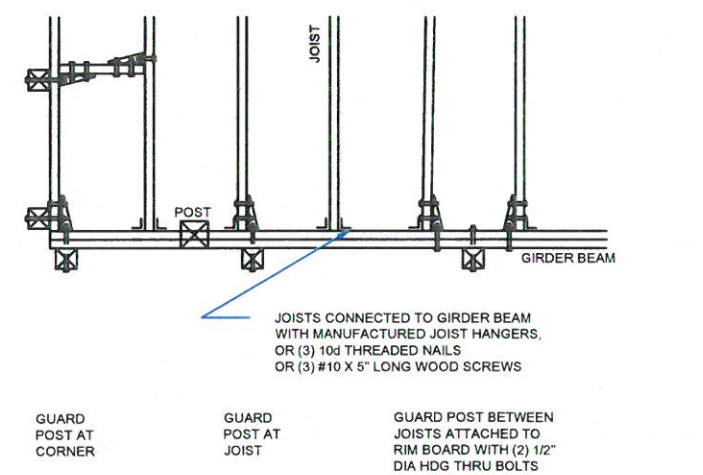 JOIST
POST
GIRDER BEAM
JOISTS CONNECTED TO GIRDER BEAM
WITH MANUFACTURED JOIST HANGERS,
OR (3) 10d THREADED NAILS
OR (3) #10 X 5" LONG WOOD SCREWS
GUARD
POST AT
CORNER
GUARD
POST AT
JOIST
GUARD POST BETWEEN
JOISTS ATTACHED TO
RIM BOARD WITH (2) 1/2"
DIA HDG THRU BOLTS